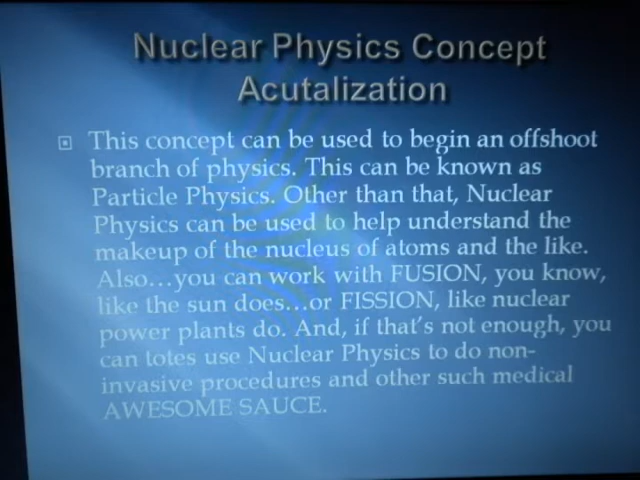 Nuclear Physics Concept
Acutalization
This concept can be used to begin an offshoot
branch of physics. This can be known as
Particle Physics. Other than that, Nuclear
Physics can be used to help understand the
makeup of the nucleus of atoms and the like.
Also…you can work with FUSION, you know,
like the sun does…or FISSION, like nuclear
power plants do. And, if that's not enough, you
can totes use Nuclear Physics to do non-
invasive procedures and other such medical
AWESOME SAUCE.